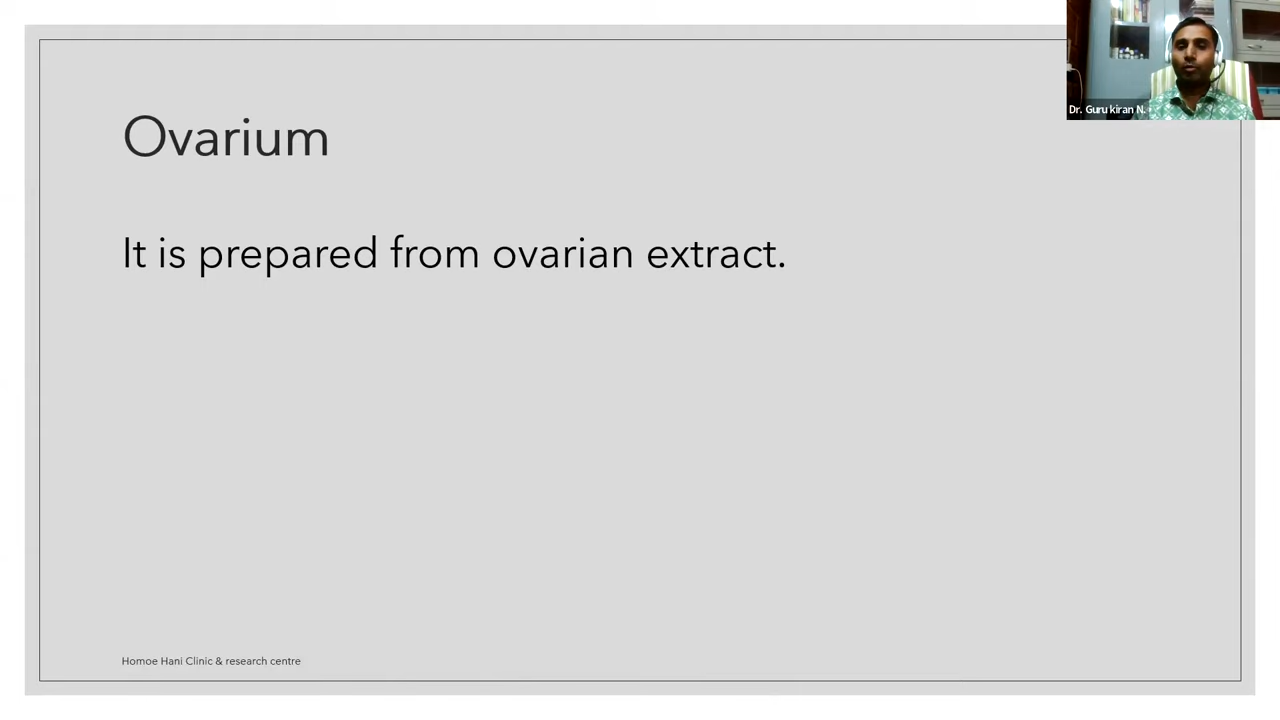 Dr. Guru kiran N.
Ovarium
It is prepared from ovarian extract.
Homoe Hani Clinic & research centre